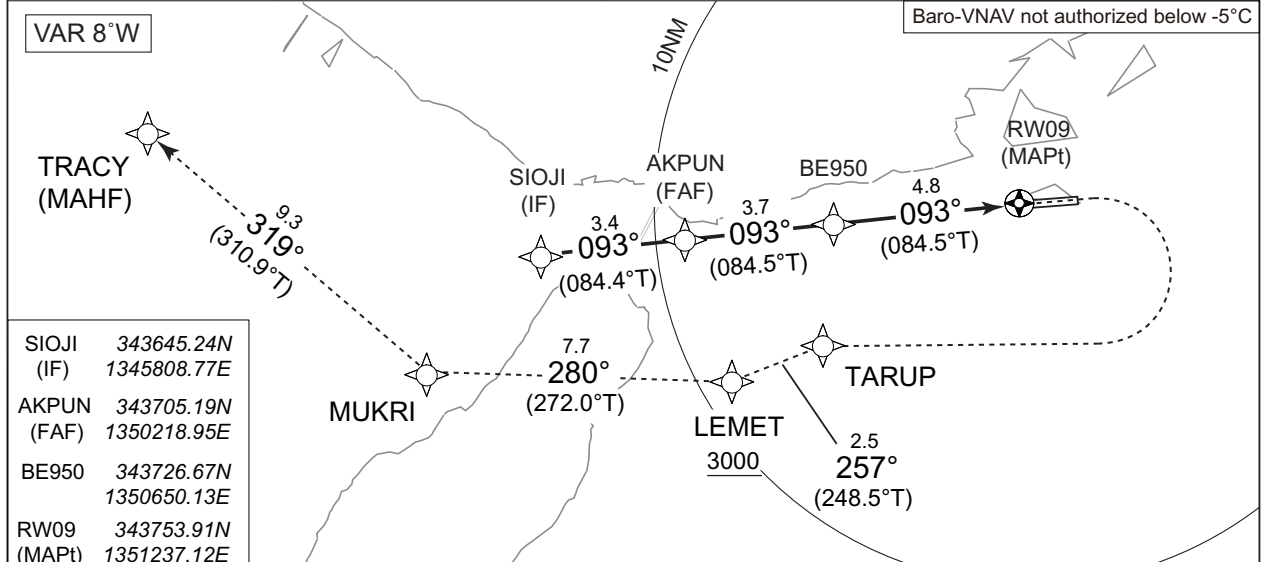 VAR 8˚W
Baro-VNAV not authorized below -5°C
10NM
TRACY
(MAHF)
9.3
319°
(310.9°T)
SIOJI
(IF)
3.4
093°
(084.4°T)
AKPUN
(FAF)
3.7
093°
(084.5°T)
BE950
4.8
093°
(084.5°T)
RW09
(MAPt)
MUKRI
7.7
280°
(272.0°T)
LEMET
3000
TARUP
2.5
257°
(248.5°T)
SIOJI 343645.24N
(IF) 1345808.77E
AKPUN 343705.19N
(FAF) 1350218.95E
BE950 343726.67N
1350650.13E
RW09 343753.91N
(MAPt) 1351237.12E